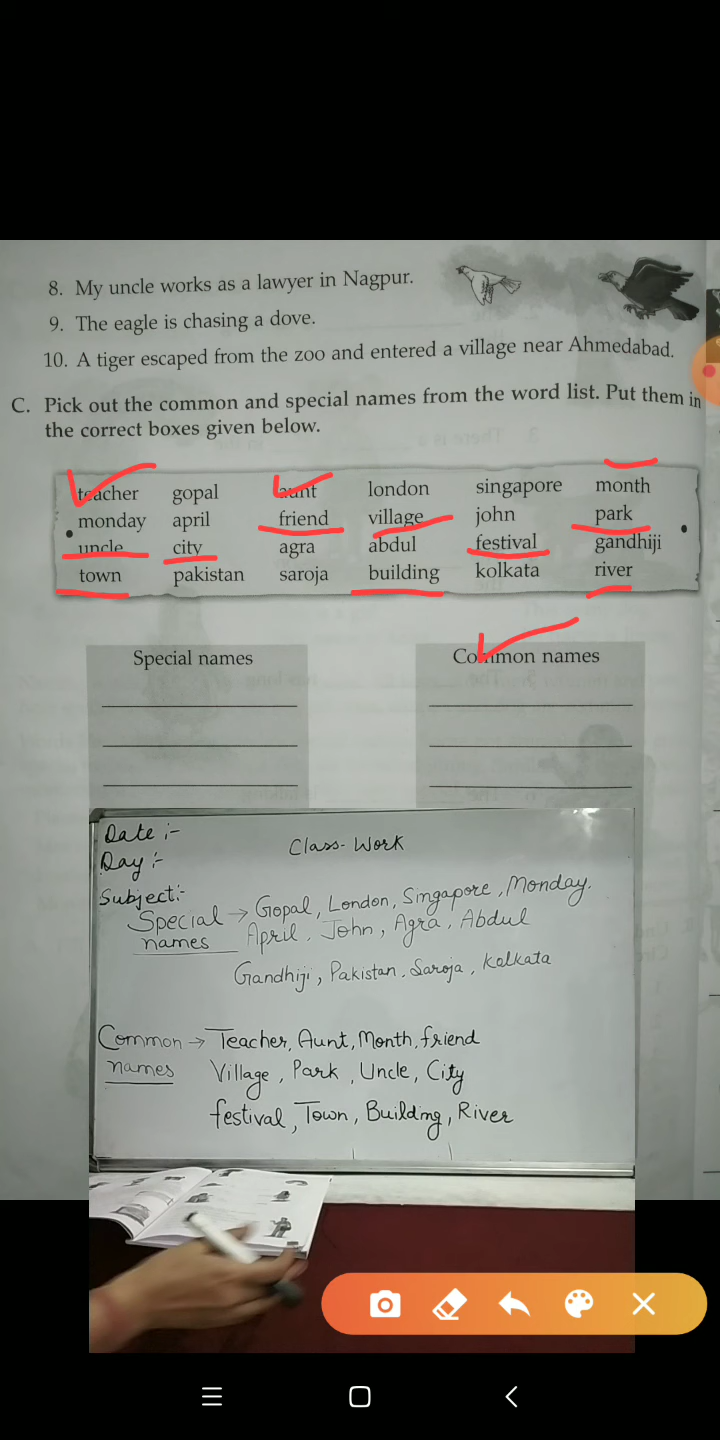 8. My uncle works as a lawyer in Nagpur.
9. The eagle is chasing a dove.
10. A tiger escaped from the zoo and entered a village near Ahmedabad.
C. Pick out the common and special names from the word list. Put them in
the correct boxes given below.
teacher gopal aunt london singapore month
monday april friend village john park
uncle city agra abdul festival gandhiji
town pakistan saroja building kolkata river
Special names Common names
Date :-
Class-Work
Day :-
Subject:-
Special → Gopal, London, Singapore, Monday.
names April, John, Agra, Abdul
Gandhiji, Pakistan, Saroja, Kolkata
Common → Teacher, Aunt, Month, friend
names Village, Park, Uncle, City
festival, Town, Building, River